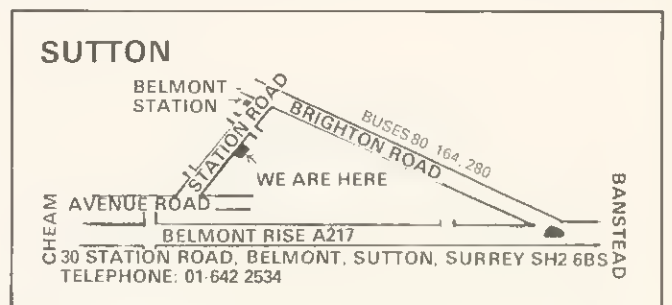 SUTTON
BELMONT
STATION
STATION ROAD
BRIGHTON ROAD
BUSES 80, 164, 280
WE ARE HERE
AVENUE ROAD
CHEAM
BANSTEAD
BELMONT RISE A217
30 STATION ROAD, BELMONT, SUTTON, SURREY SH2 6BS
TELEPHONE: 01-642 2534